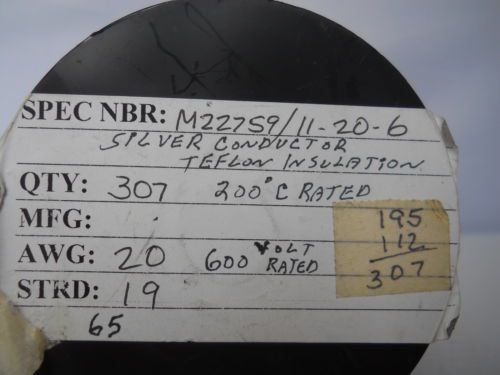 SPEC NBR: M22759/11-20-6
SILVER CONDUCTOR
TEFLON INSULATION
QTY: 307 200°C RATED
MFG:
AWG: 20 600 VOLT RATED
STRD: 19
65
195
112
307